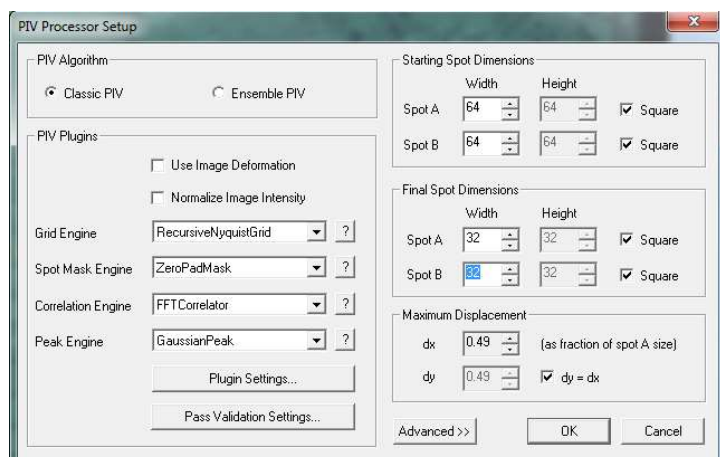 PIV Processor Setup
PIV Algorithm
Classic PIV
Ensemble PIV
PIV Plugins
Use Image Deformation
Normalize Image Intensity
Grid Engine
RecursiveNyquistGrid
?
Spot Mask Engine
ZeroPadMask
?
Correlation Engine
FFTCorrelator
?
Peak Engine
GaussianPeak
?
Plugin Settings...
Pass Validation Settings...
Starting Spot Dimensions
Width Height
Spot A 64 64 Square
Spot B 64 64 Square
Final Spot Dimensions
Width Height
Spot A 32 32 Square
Spot B 32 32 Square
Maximum Displacement
dx 0.49 (as fraction of spot A size)
dy 0.49 dy = dx
Advanced >> OK Cancel